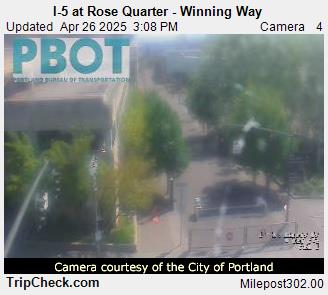 I-5 at Rose Quarter - Winning Way
Updated Apr 26 2025 3:08 PM Camera 4
PBOT
PORTLAND BUREAU OF TRANSPORTATION
Camera courtesy of the City of Portland
TripCheck.com Milepost302.00